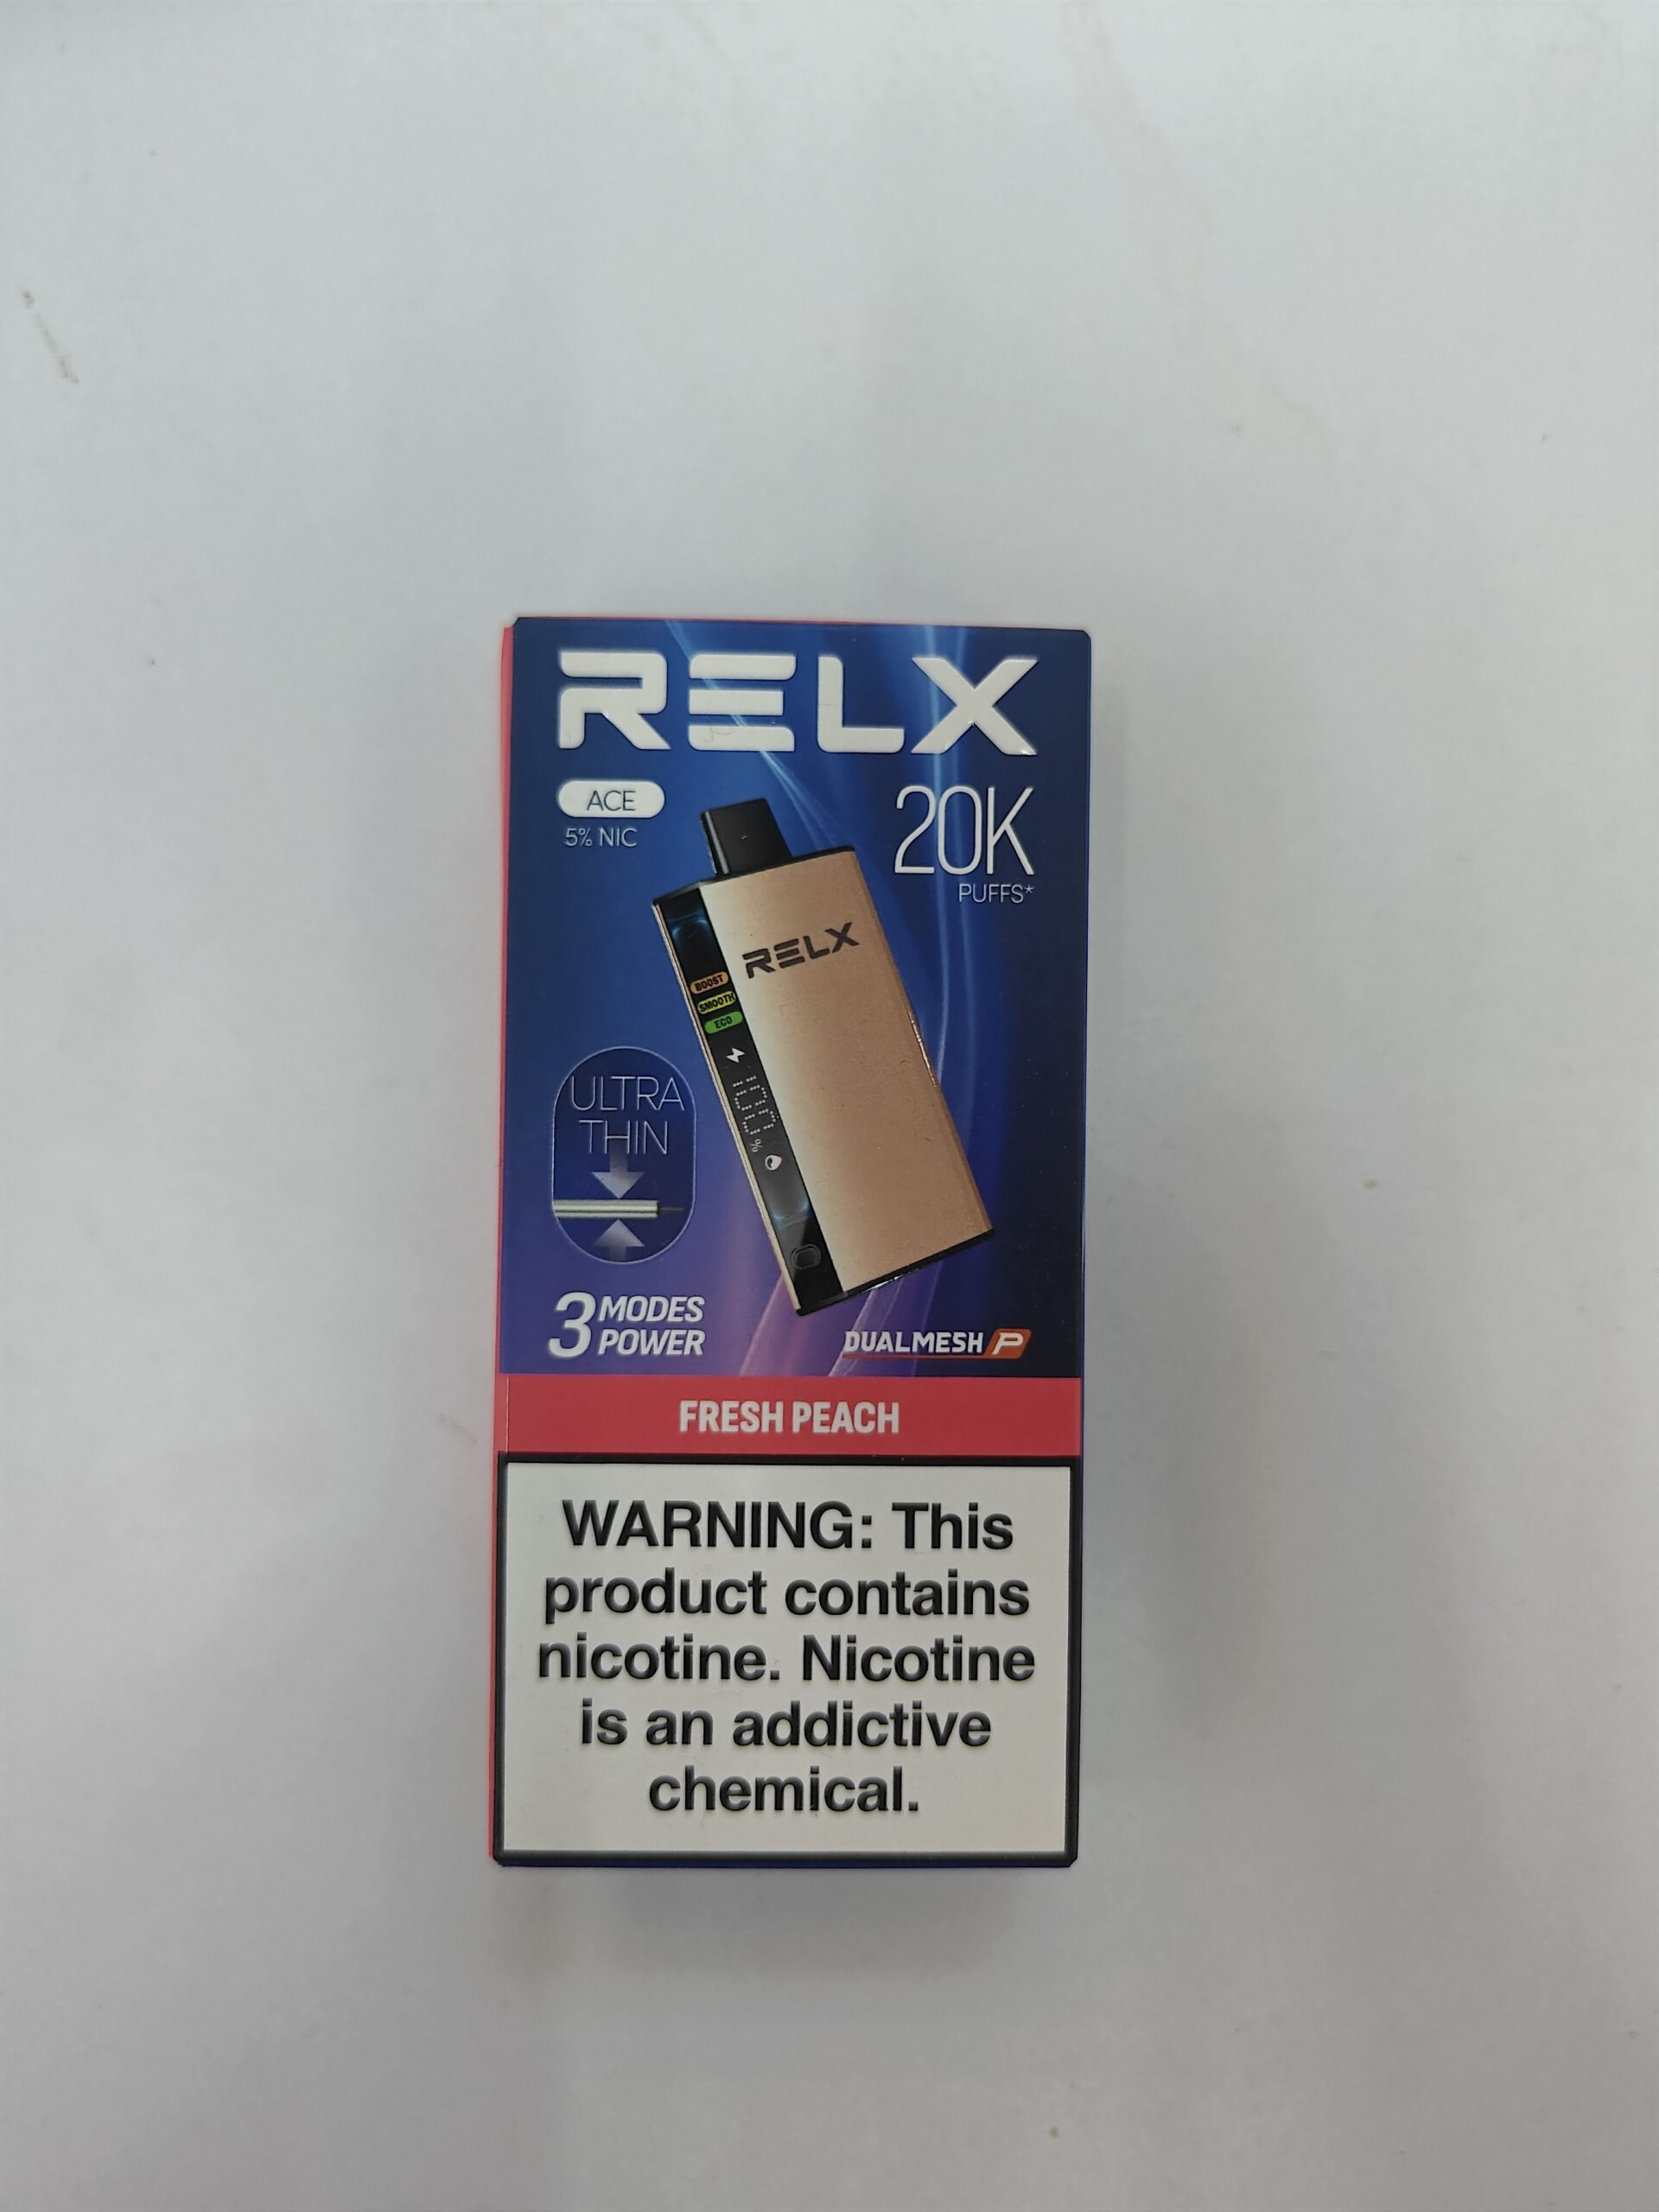 RELX
ACE
5% NIC
20K
PUFFS*
RELX
BOOST
SMOOTH
ECO
100%
ULTRA
THIN
3 MODES
POWER
DUALMESH P
FRESH PEACH
WARNING: This
product contains
nicotine. Nicotine
is an addictive
chemical.